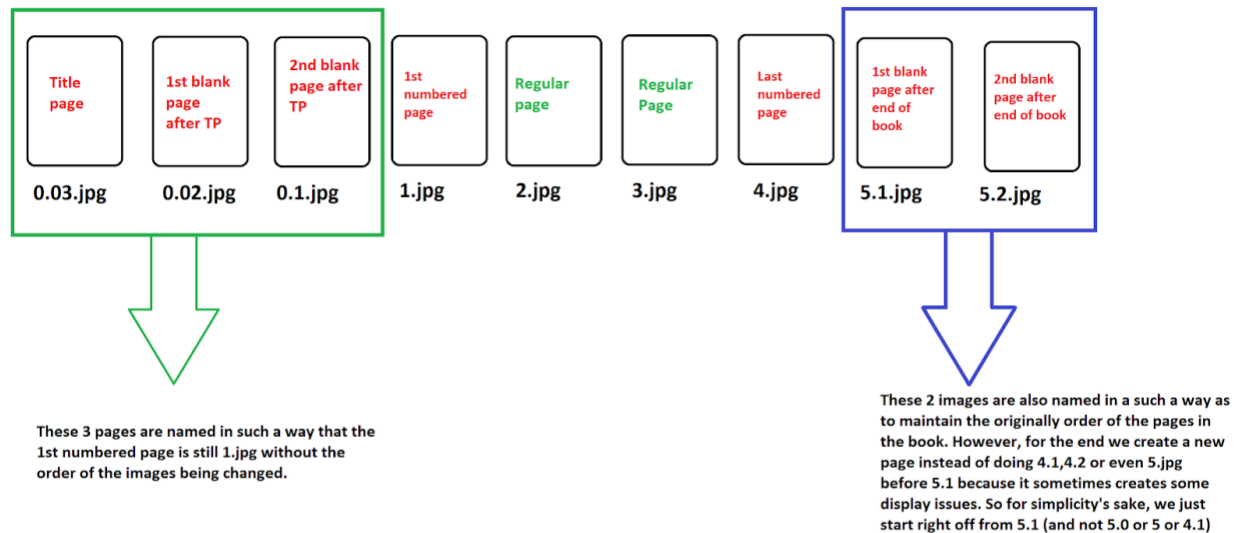 Title
page
1st blank
page
after TP
2nd blank
page after
TP
1st
numbered
page
Regular
page
Regular
Page
Last
numbered
page
1st blank
page after
end of
book
2nd blank
page after
end of book
0.03.jpg
0.02.jpg
0.1.jpg
1.jpg
2.jpg
3.jpg
4.jpg
5.1.jpg
5.2.jpg
These 3 pages are named in such a way that the
1st numbered page is still 1.jpg without the
order of the images being changed.
These 2 images are also named in a such a way as
to maintain the originally order of the pages in
the book. However, for the end we create a new
page instead of doing 4.1,4.2 or even 5.jpg
before 5.1 because it sometimes creates some
display issues. So for simplicity's sake, we just
start right off from 5.1 (and not 5.0 or 5 or 4.1)